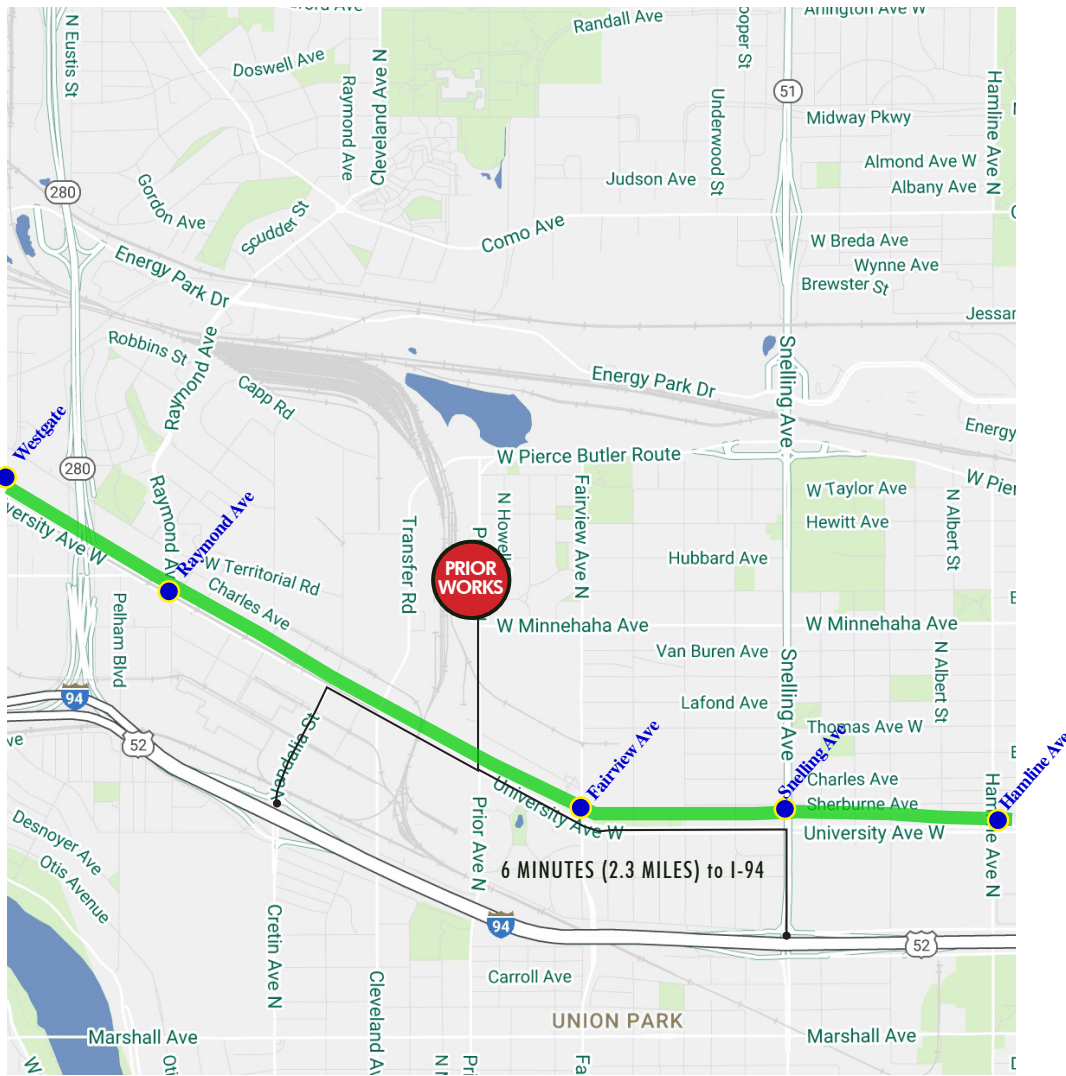 Randall Ave
Arlington Ave W
N Eustis St
Doswell Ave
Raymond Ave
Cleveland Ave N
Underwood St
51
Midway Pkwy
Hamline Ave N
Almond Ave W
Albany Ave
Judson Ave
280
Gordon Ave
Scudder St
Como Ave
W Breda Ave
Wynne Ave
Brewster St
Energy Park Dr
Jessar
Robbins St
Raymond Ave
Capp Rd
Energy Park Dr
Snelling Ave
Energy
Westgate
280
W Pierce Butler Route
W Pier
Raymond Ave
Raymond Av
Transfer Rd
N Howell
Fairview Ave N
W Taylor Ave
Hewitt Ave
N Albert St
versity Ave W
Hubbard Ave
W Territorial Rd
Charles Ave
PRIOR
WORKS
Pelham Blvd
W Minnehaha Ave
W Minnehaha Ave
Van Buren Ave
Snelling Ave
N Albert St
Lafond Ave
94
Thomas Ave W
52
Vandalia St
Fairview Ave
Snelling Ave
Hamline Ave
Charles Ave
Sherburne Ave
University Ave W
University Ave W
Prior Ave N
Desnoyer Ave
Otis Avenue
6 MINUTES (2.3 MILES) to I-94
94
52
Cretin Ave N
Carroll Ave
Cleveland Av
UNION PARK
Marshall Ave
Marshall Ave